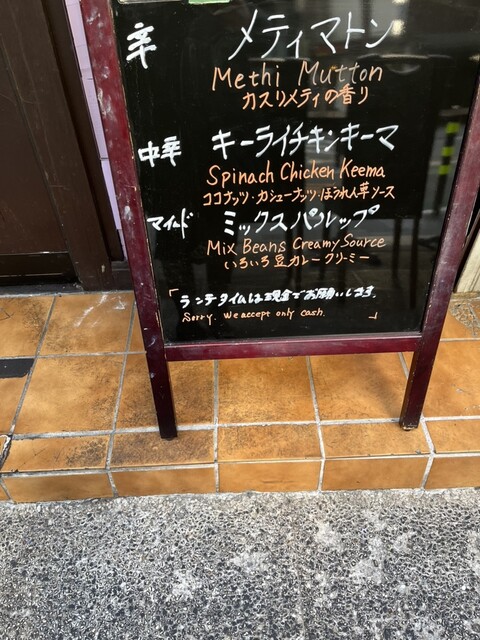 辛 メティマトン
Methi Mutton
カスリメティの香り
中辛 キーライチキンキーマ
Spinach Chicken Keema
ココナッツ・カシューナッツ・ほうれん草ソース
マイルド ミックスパルップ
Mix Beans Creamy Source
いろいろ豆カレークリーミー
「ランチタイムは現金でお願いします。
Sorry. We accept only cash. 」